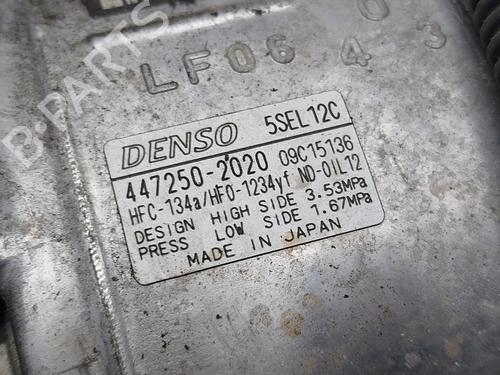 LF06 43
DENSO 5SEL12C
447250-2020 09C15136
HFC-134a/HFO-1234yf ND-OIL12
DESIGN HIGH SIDE 3.53MPa
PRESS LOW SIDE 1.67MPa
MADE IN JAPAN
B-PARTS